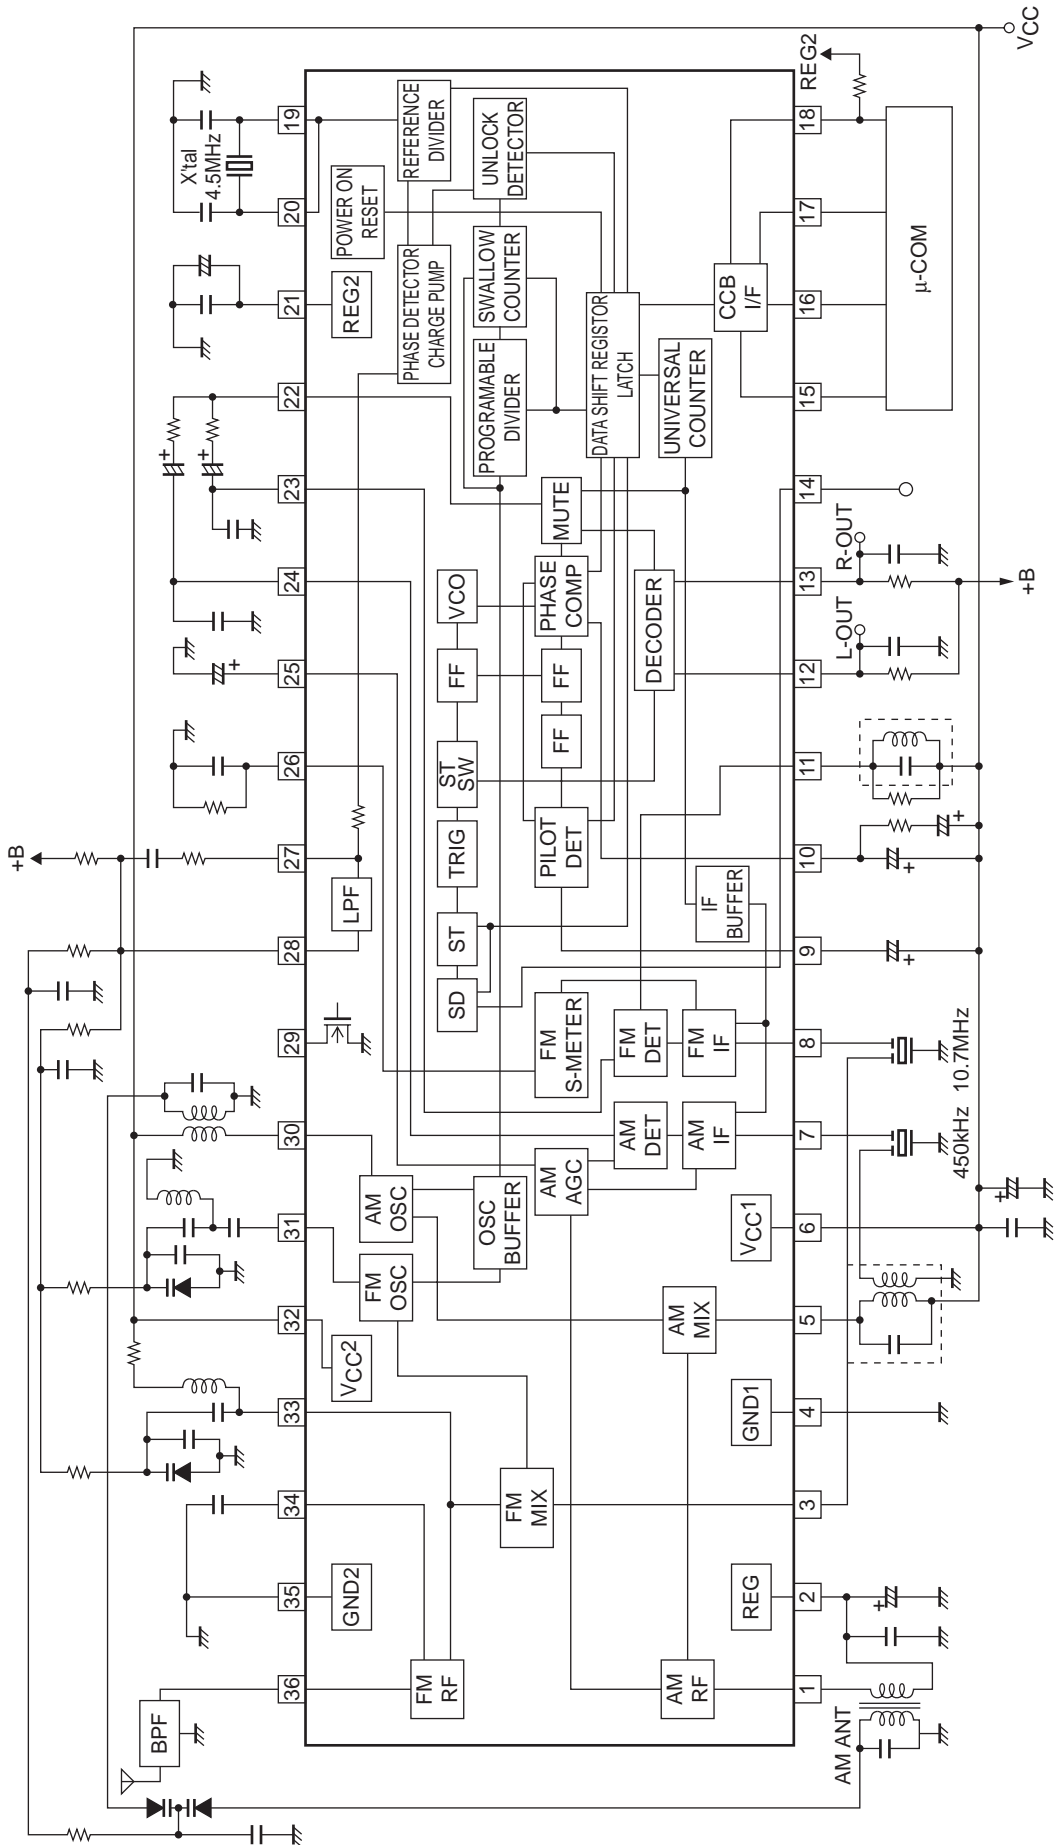 VCC
REG2
19
X'tal
4.5MHz
20
21
22
23
24
25
26
27
28
29
30
31
32
33
34
35
36
+B
BPF
REFERENCE
DIVIDER
UNLOCK
DETECTOR
POWER ON
RESET
PHASE DETECTOR
CHARGE PUMP
SWALLOW
COUNTER
REG2
PROGRAMABLE
DIVIDER
DATA SHIFT REGISTOR
LATCH
CCB
I/F
UNIVERSAL
COUNTER
MUTE
VCO
PHASE
COMP
DECODER
FF
FF
FF
ST
SW
TRIG
PILOT
DET
LPF
ST
SD
IF
BUFFER
FM
S-METER
FM
DET
FM
IF
AM
DET
AM
IF
AM
AGC
AM
OSC
OSC
BUFFER
FM
OSC
VCC1
VCC2
AM
MIX
GND1
FM
MIX
GND2
REG
FM
RF
AM
RF
18
17
16
15
14
13
12
11
10
9
8
7
6
5
4
3
2
1
μ-COM
R-OUT
L-OUT
+B
10.7MHz
450kHz
AM ANT
+
+
+
+
+
+
+
+